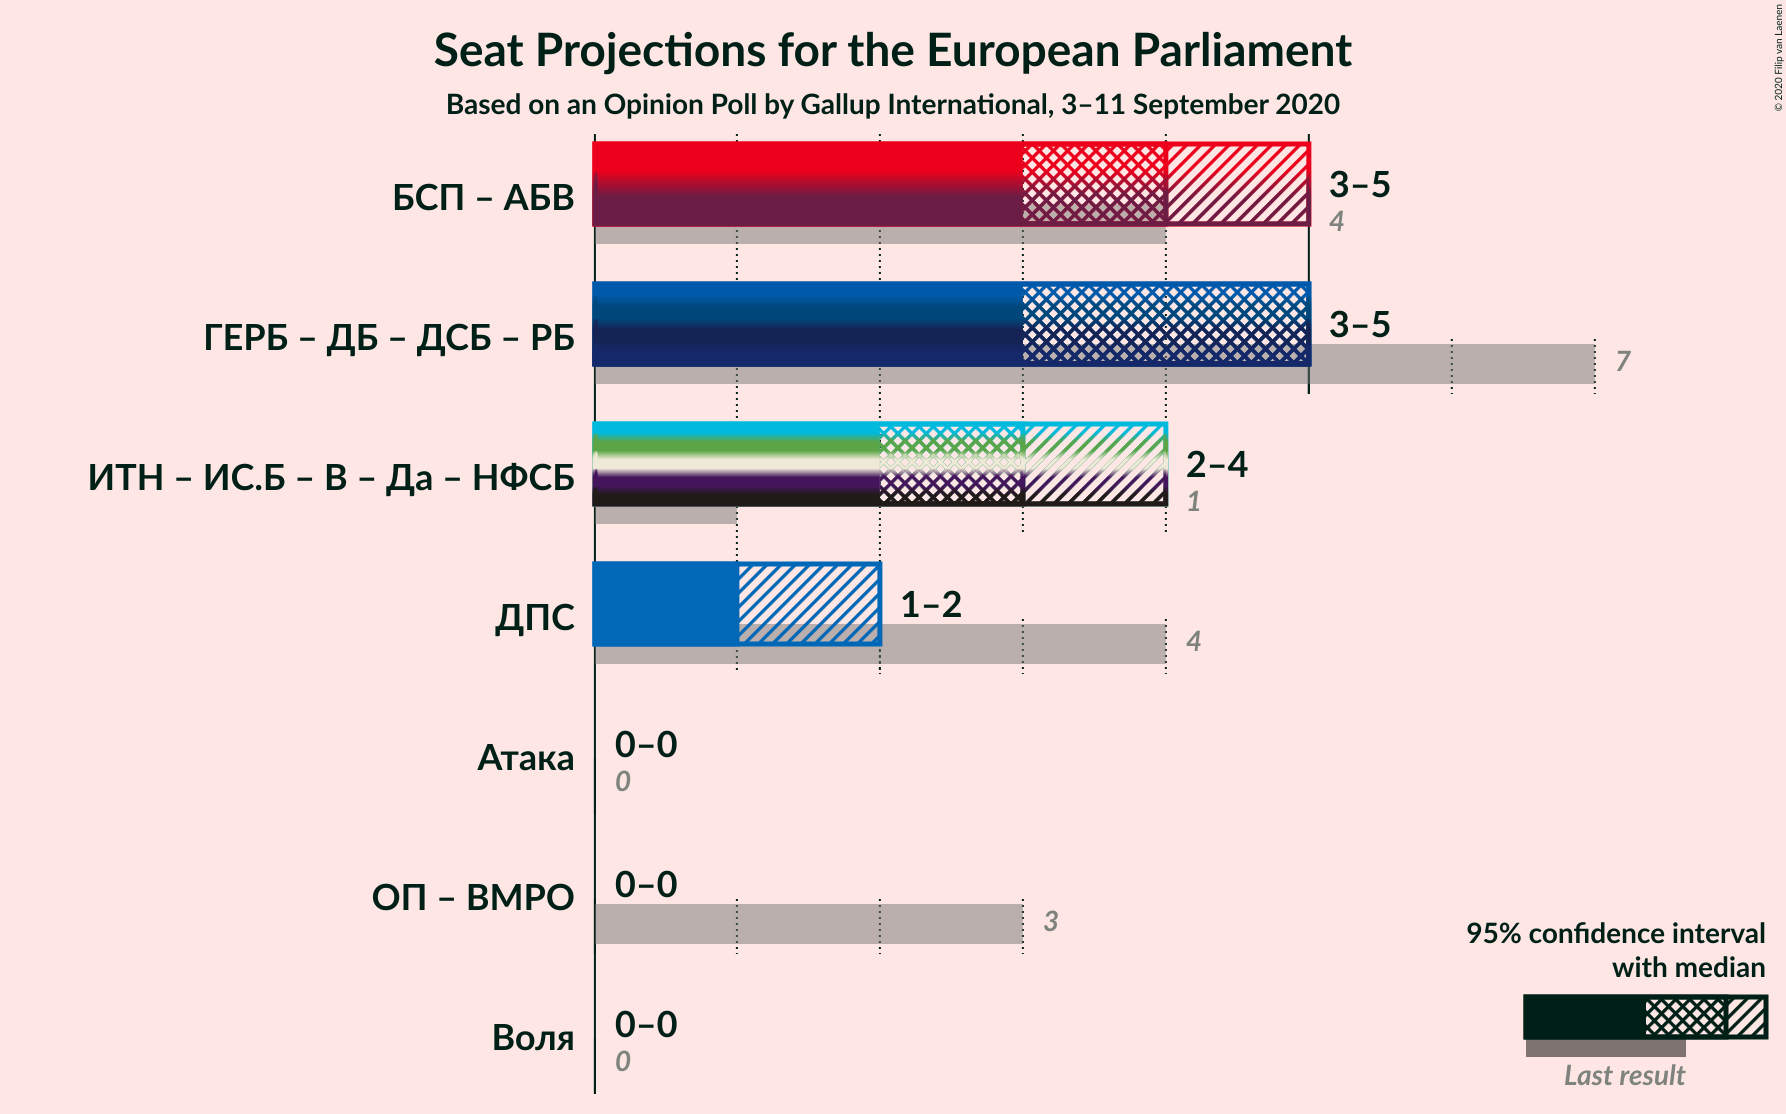 Seat Projections for the European Parliament
Based on an Opinion Poll by Gallup International, 3–11 September 2020
© 2020 Filip van Laenen
БСП – АБВ
3–5
4
ГЕРБ – ДБ – ДСБ – РБ
3–5
7
ИТН – ИС.Б – В – Да – НФСБ
2–4
1
ДПС
1–2
4
Атака
0–0
0
ОП – ВМРО
0–0
3
Воля
0–0
0
95% confidence interval
with median
Last result